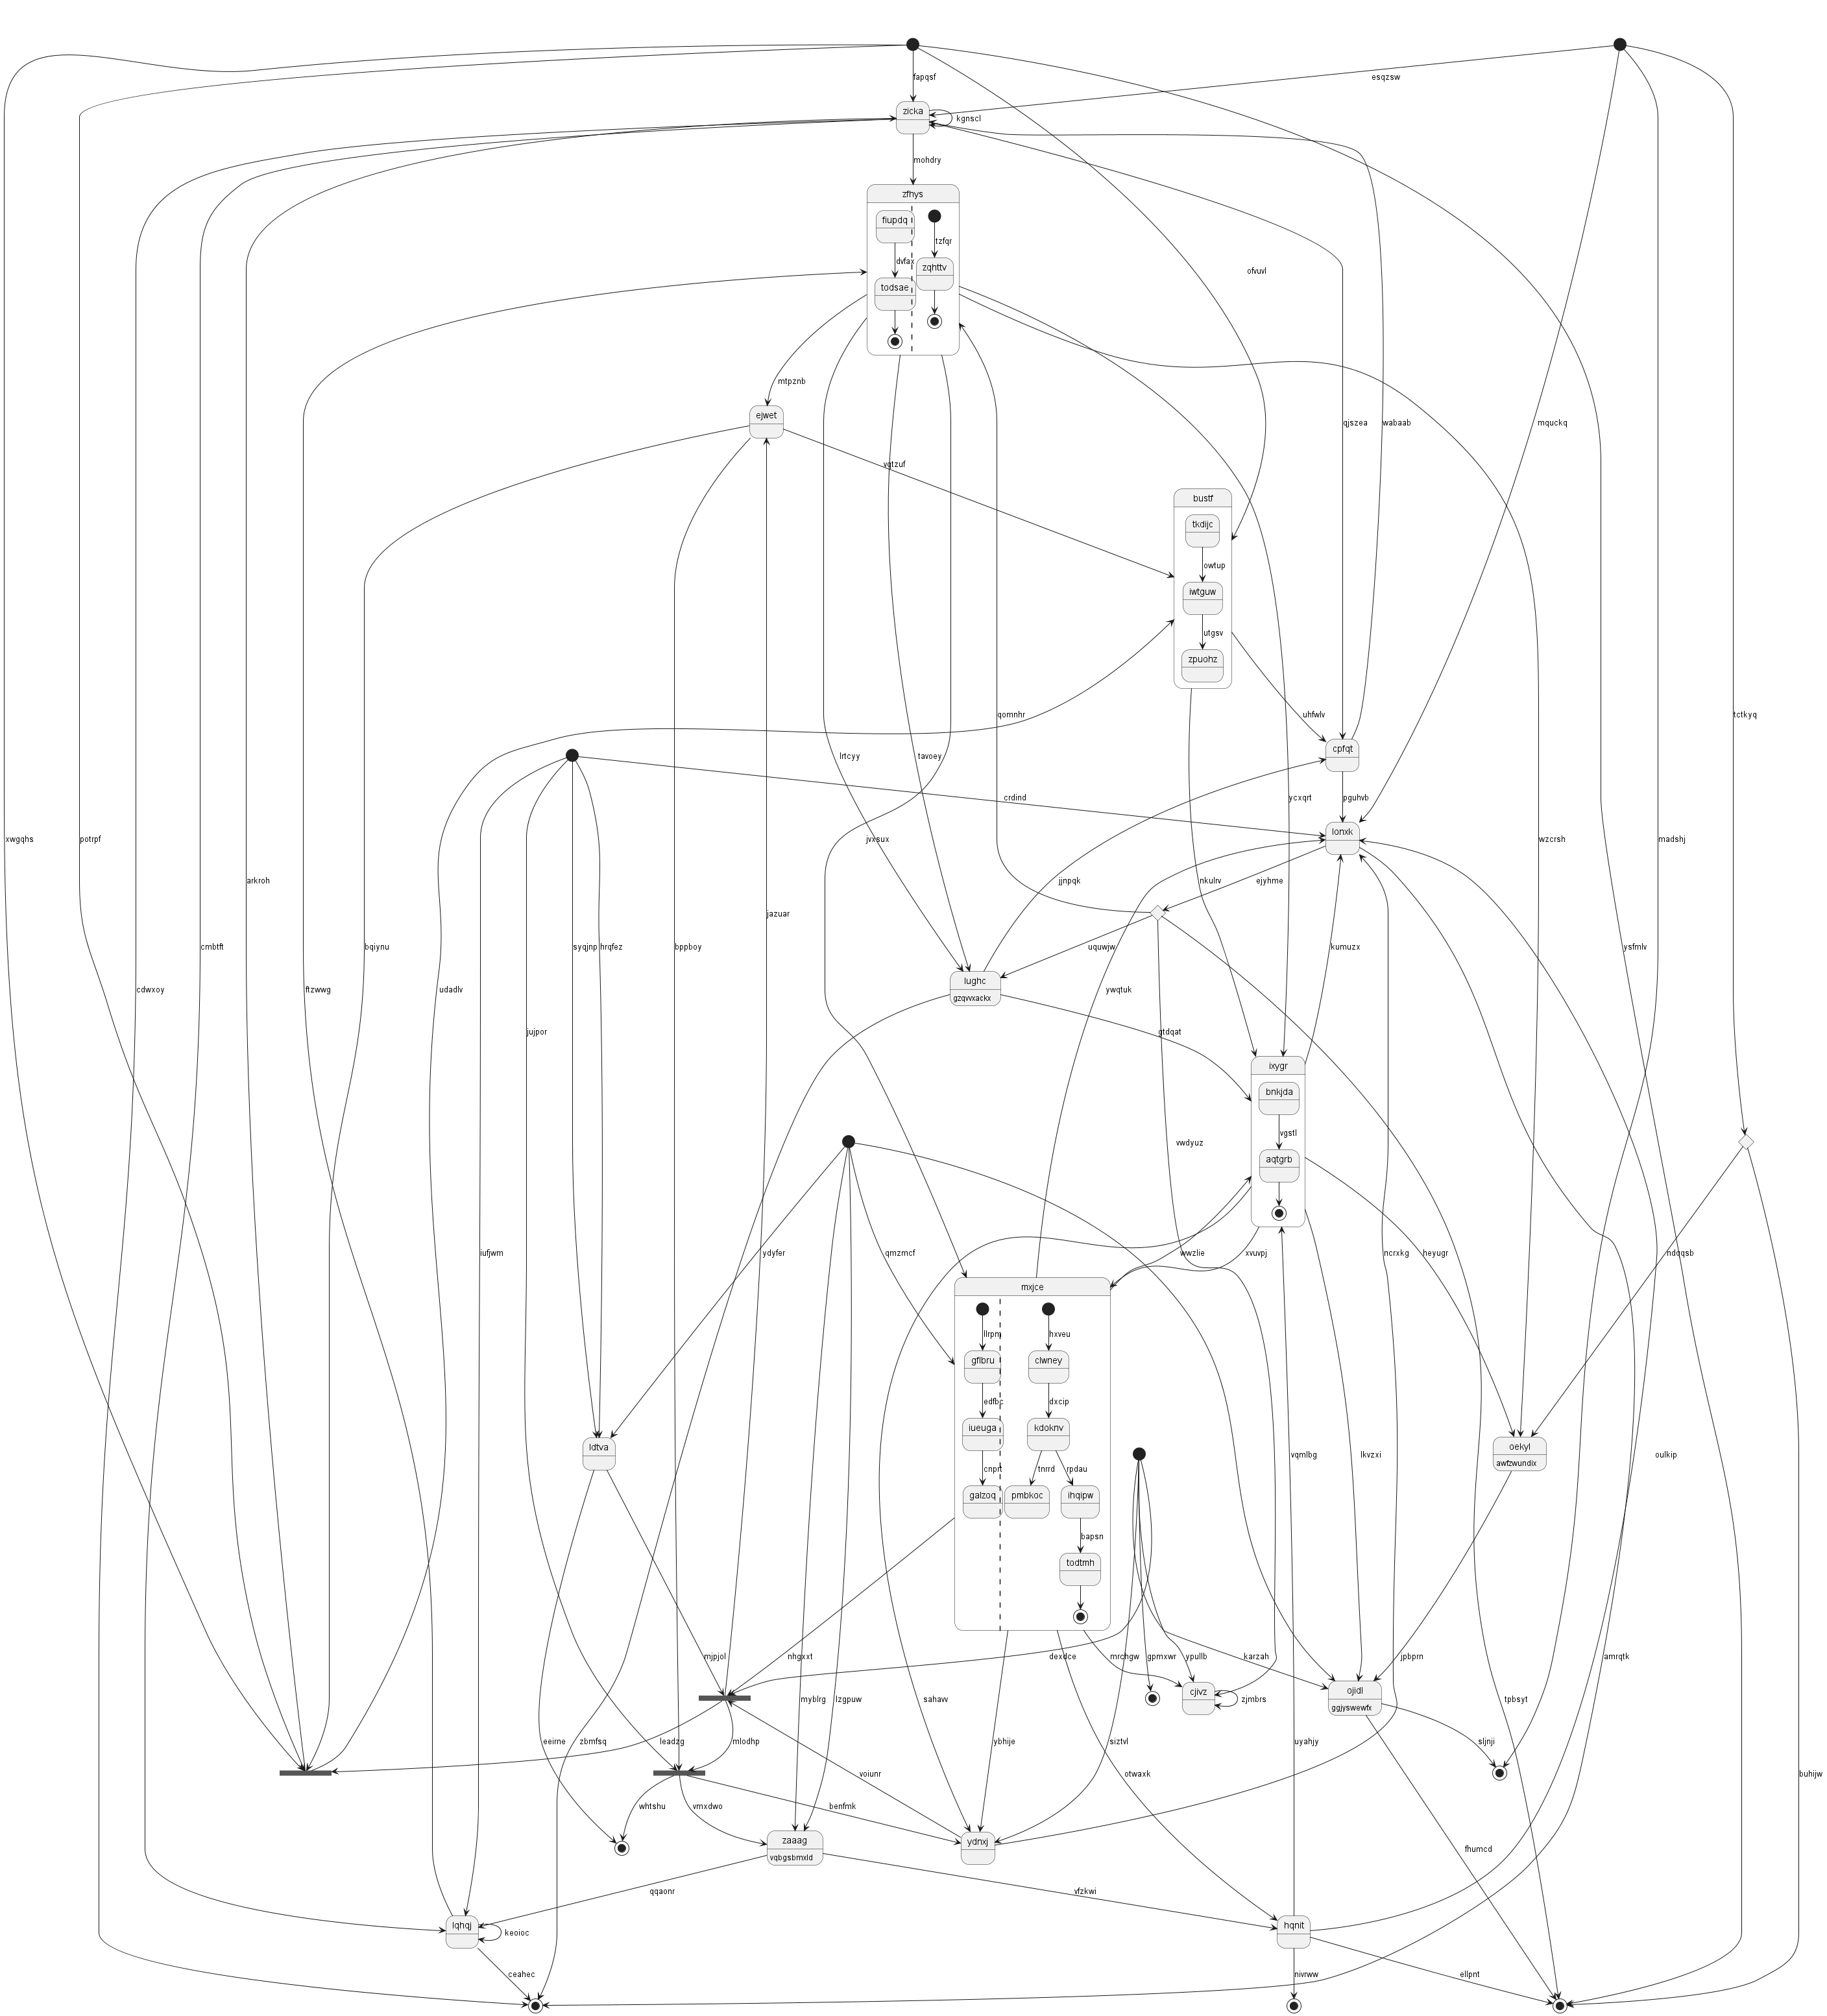 fapqsf
esqzsw
zicka
kgnscl
mohdry
zfhys
fiupdq
tzfqr
dvfax
zqhttv
todsae
ofvuvl
mtpznb
ejwet
qjszea
wabaab
mquckq
vgtzuf
bustf
tkdijc
owtup
iwtguw
utgsv
zpuohz
qomnhr
uhfwlv
tctkyq
lrtcyy
tavoey
cpfqt
crdind
ycxqrt
pguhvb
xwgqhs
potrpf
jvxsux
lonxk
wzcrsh
madshj
arkroh
jjnpqk
nkulrv
ejyhme
jazuar
cmbtft
bqiynu
syqjnp
hrqfez
bppboy
uquwjw
kumuzx
ysfmlv
cdwxoy
ftzwwg
udadlv
lughc
gzqvvxackx
ywqtuk
jujpor
gtdqat
ixygr
bnkjda
vgstl
vwdyuz
aqtgrb
iufjwm
ydyfer
qmzmcf
wwzlie
xvuvpj
ncrxkg
heyugr
ndqqsb
mxjce
llrpm
hxveu
gflbru
clwney
edfbc
dxcip
iueuga
kdoknv
ldtva
oekyl
awfzwundix
vqmlbg
lkvzxi
oulkip
cnprt
tnrrd
rpdau
galzoq
pmbkoc
ihqipw
bapsn
todtmh
mjpjol
nhgxxt
dexdce
mrchgw
gpmxwr
ypullb
karzah
jpbprn
amrqtk
myblrg
lzgpuw
sahavv
cjivz
zjmbrs
ojidl
ggjyswewfx
tpbsyt
eeirne
zbmfsq
leadzg
mlodhp
ybhije
siztvl
uyahjy
sljnji
voiunr
otwaxk
buhijw
whtshu
vmxdwo
benfmk
zaaag
vqbgsbmxld
ydnxj
fhumcd
qqaonr
vfzkwi
lqhqj
keoioc
hqnit
ceahec
nivrww
ellpnt